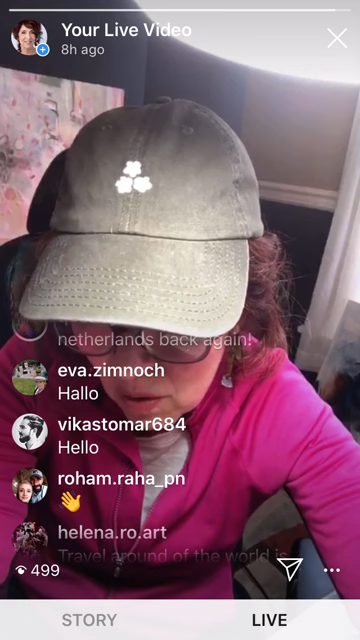 Your Live Video
8h ago
netherlands back again!
eva.zimnoch
Hallo
vikastomar684
Hello
roham.raha_pn
👋
helena.ro.art
Travel around of the world is
499
STORY
LIVE